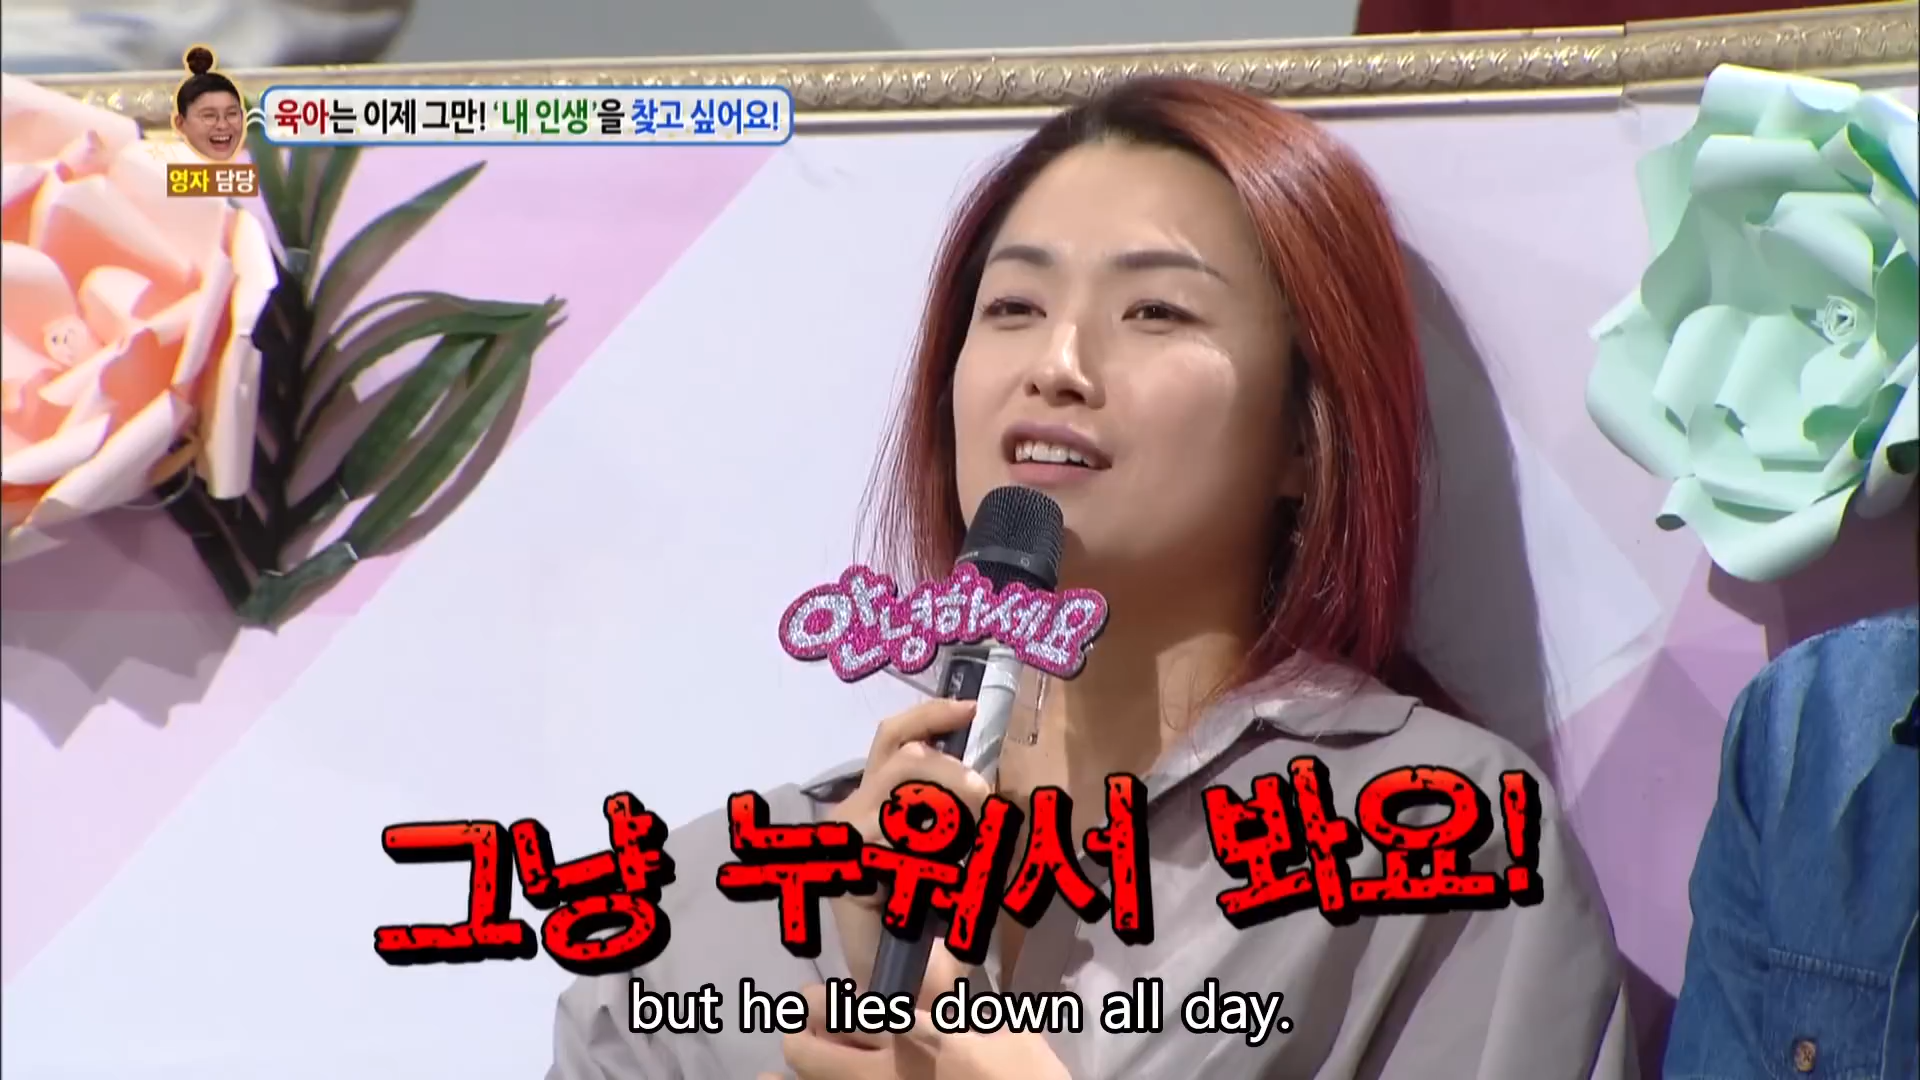 육아는 이제 그만! ‘내 인생’을 찾고 싶어요!
영자 담당
안녕하세요
그냥 누워서 봐요!
but he lies down all day.